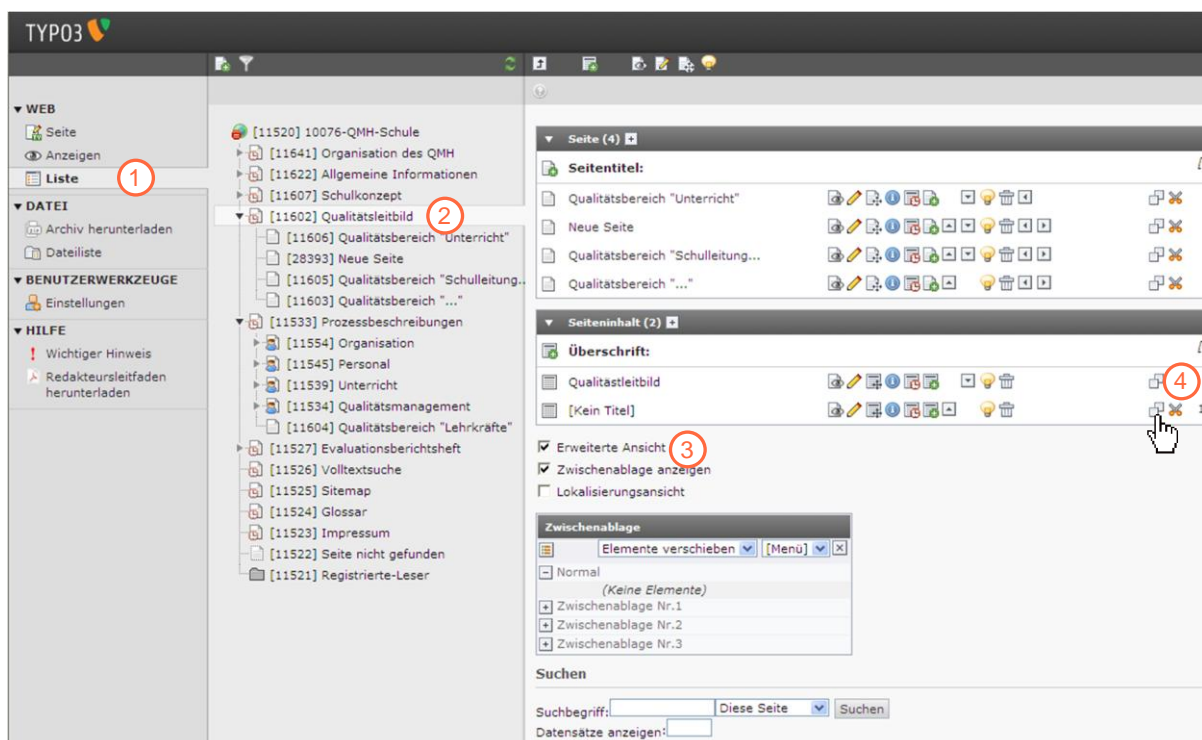 TYPO3
WEB
Seite
Anzeigen
Liste
1
DATEI
Archiv herunterladen
Dateiliste
BENUTZERWERKZEUGE
Einstellungen
HILFE
Wichtiger Hinweis
Redakteursleitfaden
herunterladen
[11520] 10076-QMH-Schule
[11641] Organisation des QMH
[11622] Allgemeine Informationen
[11607] Schulkonzept
[11602] Qualitätsleitbild
2
[11606] Qualitätsbereich "Unterricht"
[28393] Neue Seite
[11605] Qualitätsbereich "Schulleitung..
[11603] Qualitätsbereich "..."
[11533] Prozessbeschreibungen
[11554] Organisation
[11545] Personal
[11539] Unterricht
[11534] Qualitätsmanagement
[11604] Qualitätsbereich "Lehrkräfte"
[11527] Evaluationsberichtsheft
[11526] Volltextsuche
[11525] Sitemap
[11524] Glossar
[11523] Impressum
[11522] Seite nicht gefunden
[11521] Registrierte-Leser
Seite (4)
Seitentitel:
Qualitätsbereich "Unterricht"
Neue Seite
Qualitätsbereich "Schulleitung...
Qualitätsbereich "..."
Seiteninhalt (2)
Überschrift:
Qualitästleitbild
4
[Kein Titel]
Erweiterte Ansicht
3
Zwischenablage anzeigen
Lokalisierungsansicht
Zwischenablage
Elemente verschieben [Menü]
Normal
(Keine Elemente)
Zwischenablage Nr.1
Zwischenablage Nr.2
Zwischenablage Nr.3
Suchen
Suchbegriff: Diese Seite Suchen
Datensätze anzeigen: